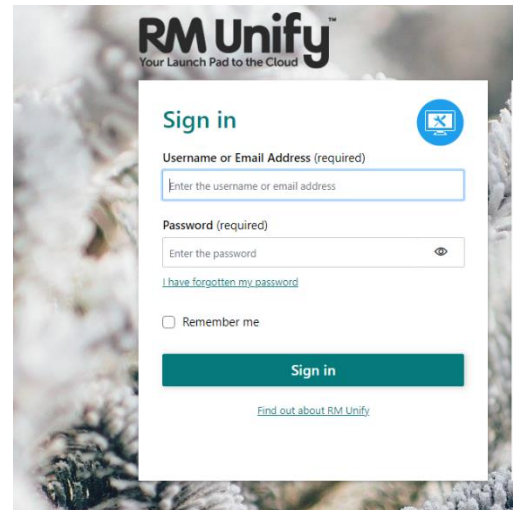 RM Unify™
Your Launch Pad to the Cloud
Sign in
Username or Email Address (required)
Enter the username or email address
Password (required)
Enter the password
I have forgotten my password
Remember me
Sign in
Find out about RM Unify